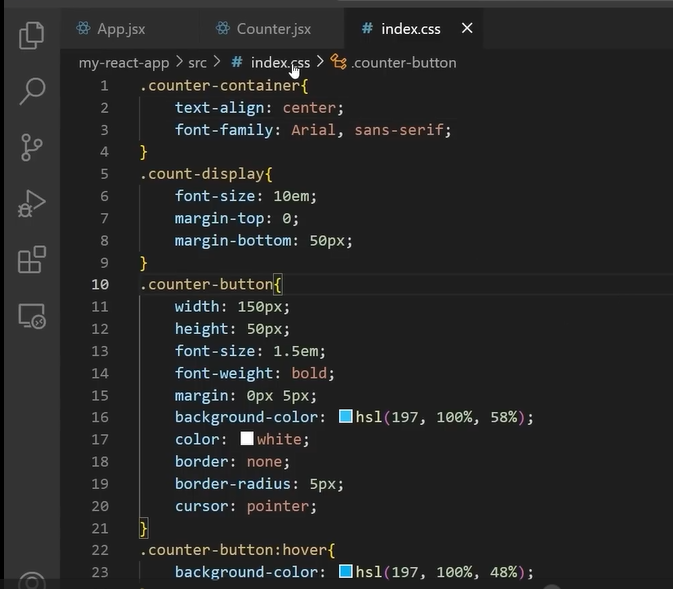 App.jsx Counter.jsx # index.css ×
my-react-app > src > # index.css > .counter-button
1 .counter-container{
2 text-align: center;
3 font-family: Arial, sans-serif;
4 }
5 .count-display{
6 font-size: 10em;
7 margin-top: 0;
8 margin-bottom: 50px;
9 }
10 .counter-button{
11 width: 150px;
12 height: 50px;
13 font-size: 1.5em;
14 font-weight: bold;
15 margin: 0px 5px;
16 background-color: hsl(197, 100%, 58%);
17 color: white;
18 border: none;
19 border-radius: 5px;
20 cursor: pointer;
21 }
22 .counter-button:hover{
23 background-color: hsl(197, 100%, 48%);